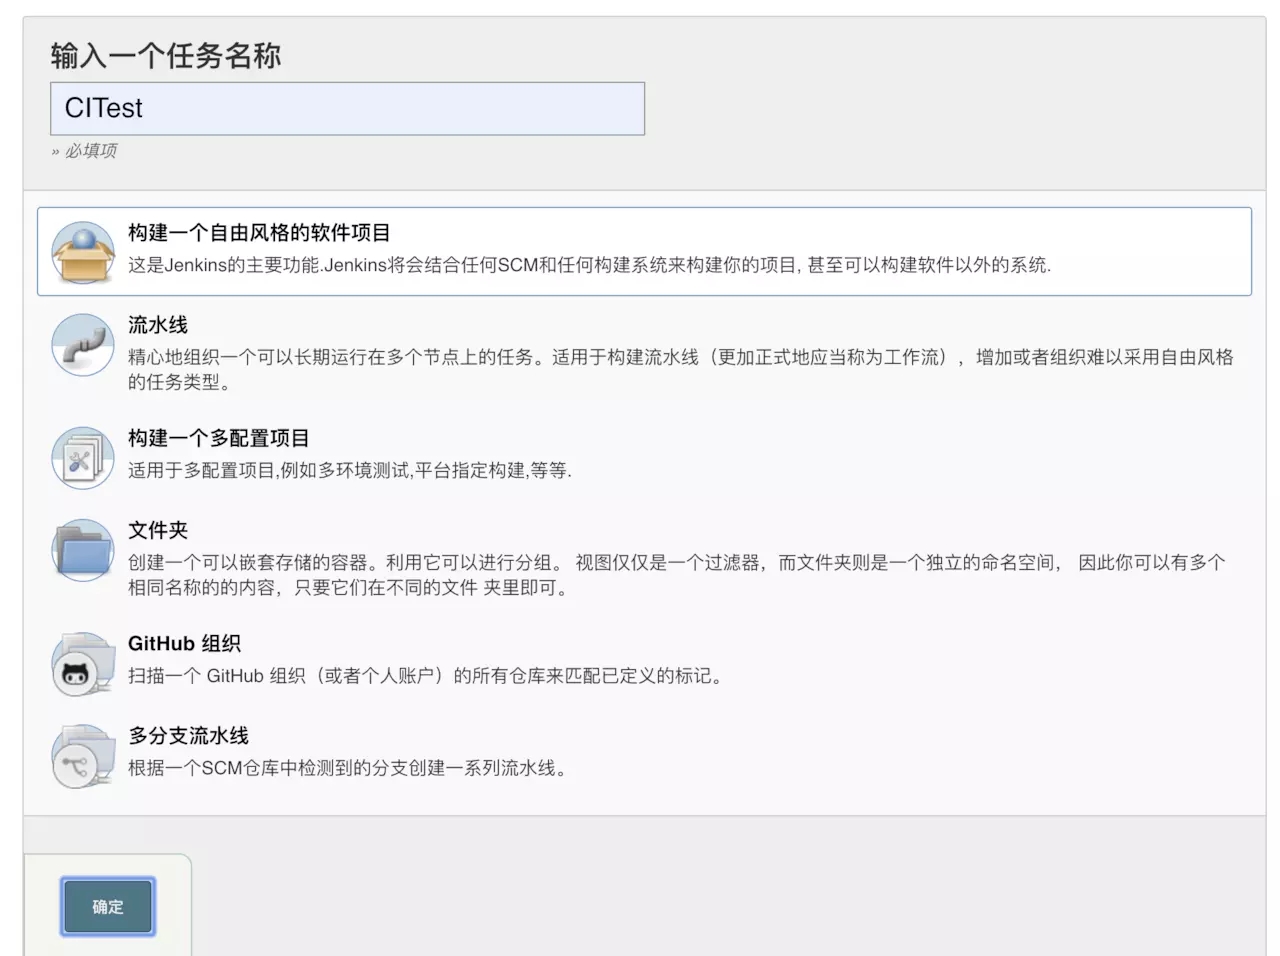 输入一个任务名称
CITest
» 必填项
构建一个自由风格的软件项目
这是Jenkins的主要功能.Jenkins将会结合任何SCM和任何构建系统来构建你的项目, 甚至可以构建软件以外的系统.
流水线
精心地组织一个可以长期运行在多个节点上的任务。适用于构建流水线（更加正式地应当称为工作流），增加或者组织难以采用自由风格
的任务类型。
构建一个多配置项目
适用于多配置项目,例如多环境测试,平台指定构建,等等.
文件夹
创建一个可以嵌套存储的容器。利用它可以进行分组。 视图仅仅是一个过滤器，而文件夹则是一个独立的命名空间， 因此你可以有多个
相同名称的的内容，只要它们在不同的文件 夹里即可。
GitHub 组织
扫描一个 GitHub 组织（或者个人账户）的所有仓库来匹配已定义的标记。
多分支流水线
根据一个SCM仓库中检测到的分支创建一系列流水线。
确定